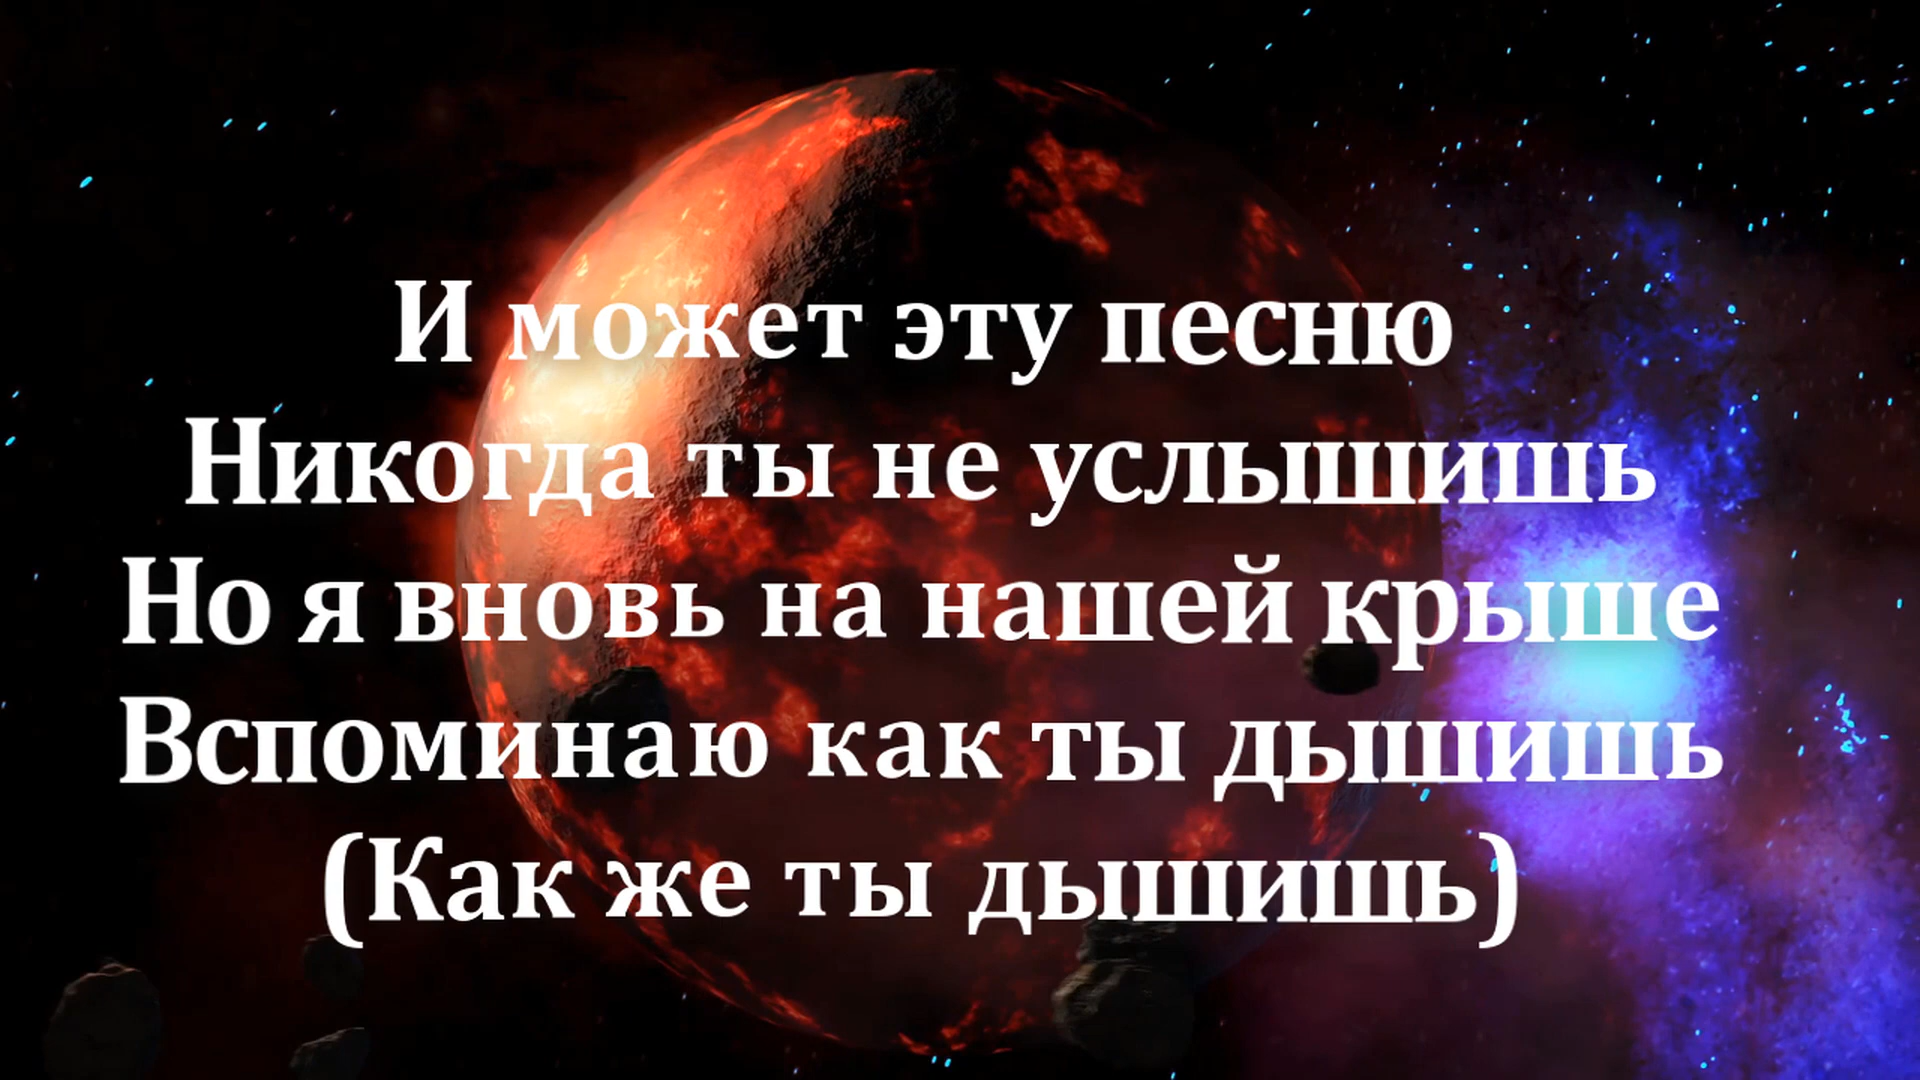 И может эту песню
Никогда ты не услышишь
Но я вновь на нашей крыше
Вспоминаю как ты дышишь
(Как же ты дышишь)